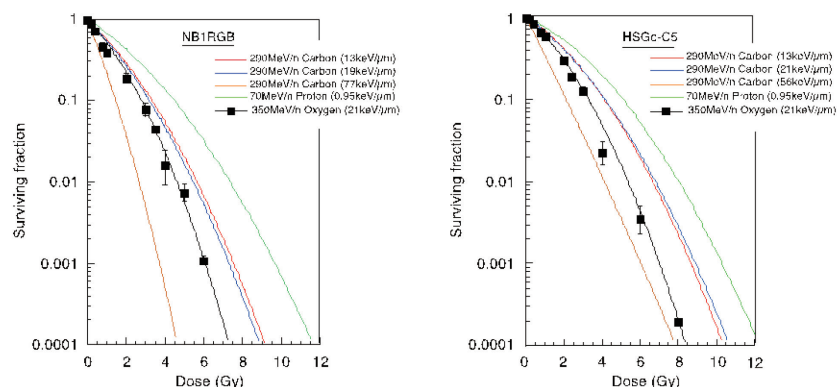 NB1RGB
290MeV/n Carbon (13keV/µm)
290MeV/n Carbon (19keV/µm)
290MeV/n Carbon (77keV/µm)
70MeV/n Proton (0.95keV/µm)
350MeV/n Oxygen (21keV/µm)
Surviving fraction
1
0.1
0.01
0.001
0.0001
0 2 4 6 8 10 12
Dose (Gy)
HSGc-C5
290MeV/n Carbon (13keV/µm)
290MeV/n Carbon (21keV/µm)
290MeV/n Carbon (56keV/µm)
70MeV/n Proton (0.95keV/µm)
350MeV/n Oxygen (21keV/µm)
Surviving fraction
1
0.1
0.01
0.001
0.0001
0 2 4 6 8 10 12
Dose (Gy)